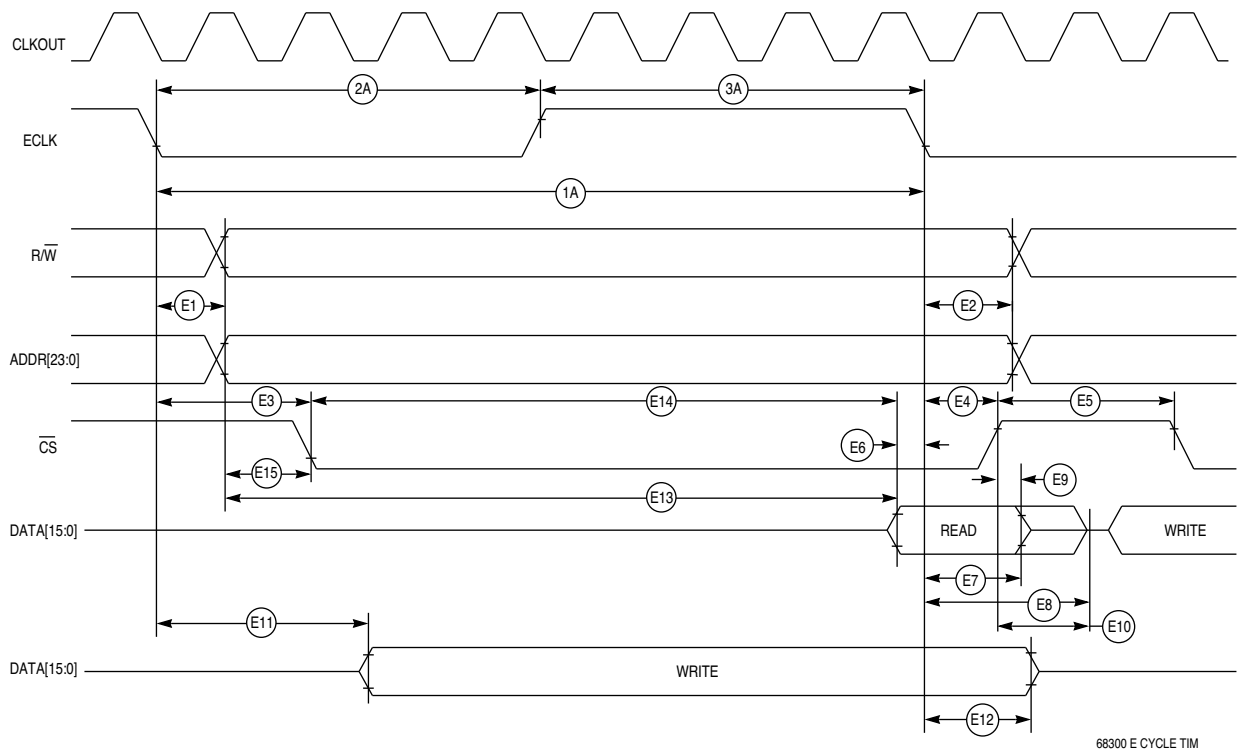 CLKOUT
2A
3A
ECLK
1A
R/W
E1
E2
ADDR[23:0]
E3
E14
E4
E5
CS
E6
E15
E9
E13
DATA[15:0]
READ
WRITE
E7
E8
E11
E10
DATA[15:0]
WRITE
E12
68300 E CYCLE TIM